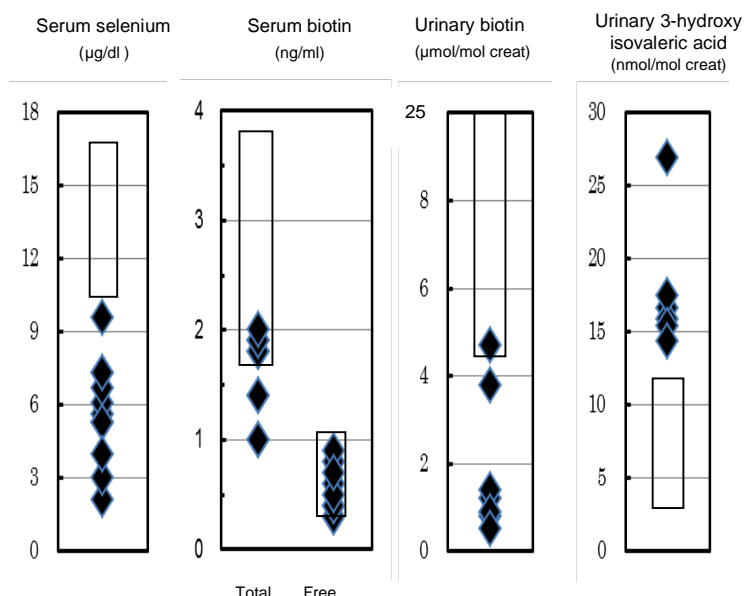 Serum selenium
(µg/dl )
Serum biotin
(ng/ml)
Urinary biotin
(µmol/mol creat)
Urinary 3-hydroxy
isovaleric acid
(nmol/mol creat)
18
15
12
9
6
3
0
4
3
2
1
0
Total Free
25
8
6
4
2
0
30
25
20
15
10
5
0